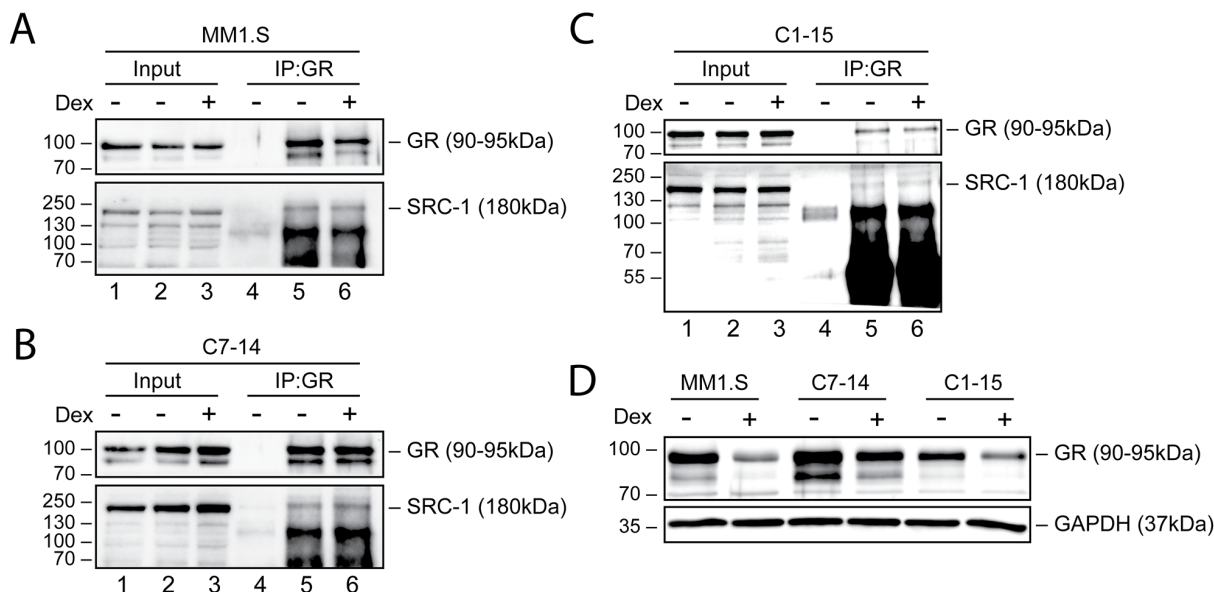 A
MM1.S
Input IP:GR
Dex - - + - - +
100 – – GR (90-95kDa)
70 –
250 – – SRC-1 (180kDa)
130 –
100 –
70 –
1 2 3 4 5 6
B
C7-14
Input IP:GR
Dex - - + - - +
100 – – GR (90-95kDa)
70 –
250 – – SRC-1 (180kDa)
130 –
100 –
70 –
1 2 3 4 5 6
C
C1-15
Input IP:GR
Dex - - + - - +
100 – – GR (90-95kDa)
70 –
250 – – SRC-1 (180kDa)
130 –
100 –
70 –
55 –
1 2 3 4 5 6
D
MM1.S C7-14 C1-15
Dex - + - + - +
100 – – GR (90-95kDa)
70 –
35 – – GAPDH (37kDa)